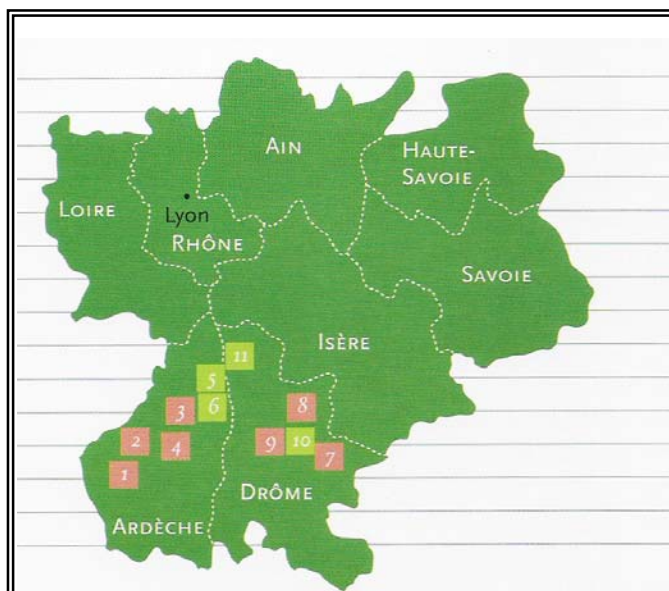 AIN
HAUTE-
SAVOIE
LOIRE
Lyon
RHÔNE
SAVOIE
ISÈRE
11
5
6
3
8
2
4
9
10
7
1
DRÔME
ARDÈCHE